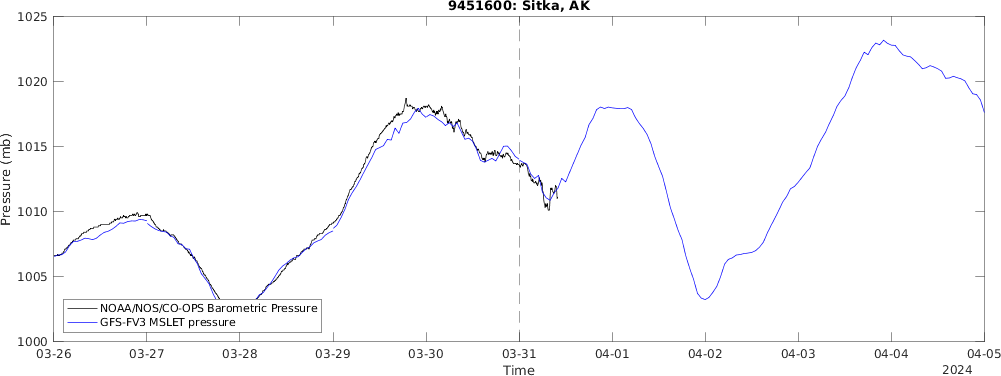 9451600: Sitka, AK
Pressure (mb)
1025
1020
1015
1010
1005
1000
NOAA/NOS/CO-OPS Barometric Pressure
GFS-FV3 MSLET pressure
03-26 03-27 03-28 03-29 03-30 03-31 04-01 04-02 04-03 04-04 04-05
Time
2024